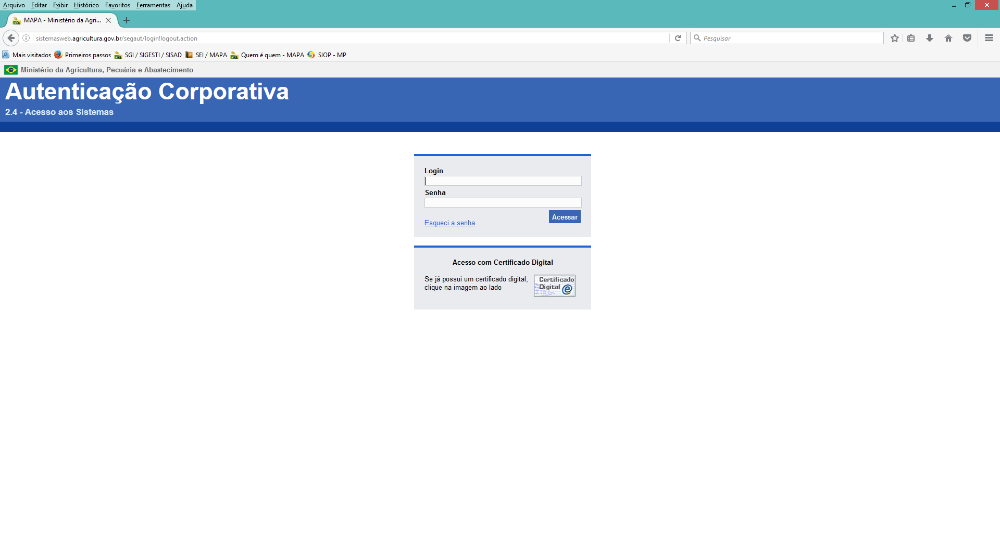 Arquivo Editar Exibir Histórico Favoritos Ferramentas Ajuda
MAPA - Ministério da Agri...
sistemasweb.agricultura.gov.br/segaut/login!logout.action
Pesquisar
Mais visitados Primeiros passos SGI / SIGESTI / SISAD SEI / MAPA Quem é quem - MAPA SIOP - MP
Ministério da Agricultura, Pecuária e Abastecimento
Autenticação Corporativa
2.4 - Acesso aos Sistemas
Login
Senha
Acessar
Esqueci a senha
Acesso com Certificado Digital
Se já possui um certificado digital,
clique na imagem ao lado
Certificado
Digital e